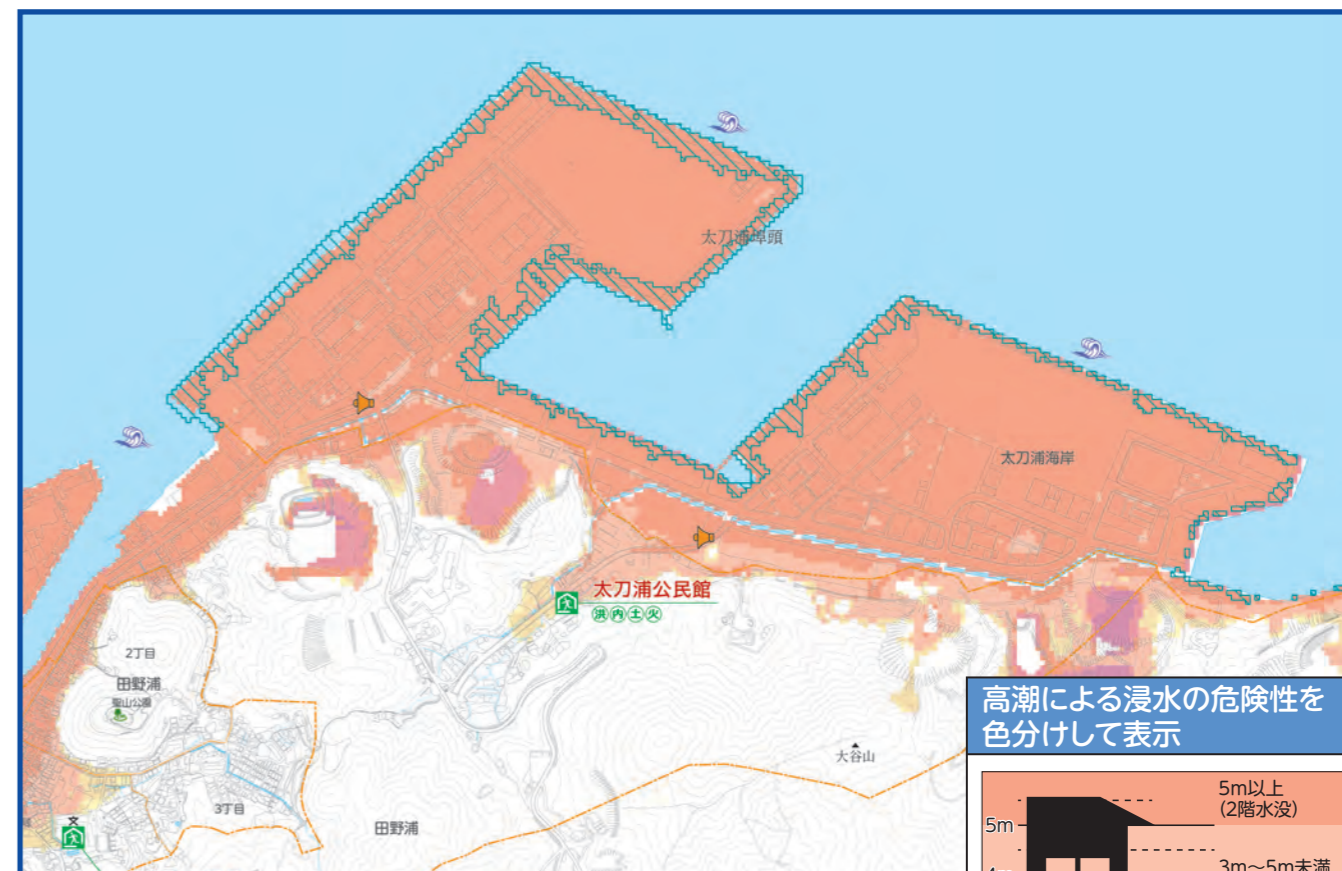 太刀浦埠頭
太刀浦海岸
太刀浦公民館
洪内土火
2丁目
田野浦
聖山公園
大谷山
3丁目
田野浦
文
高潮による浸水の危険性を
色分けして表示
5m以上
(2階水没)
5m
3m~5m未満